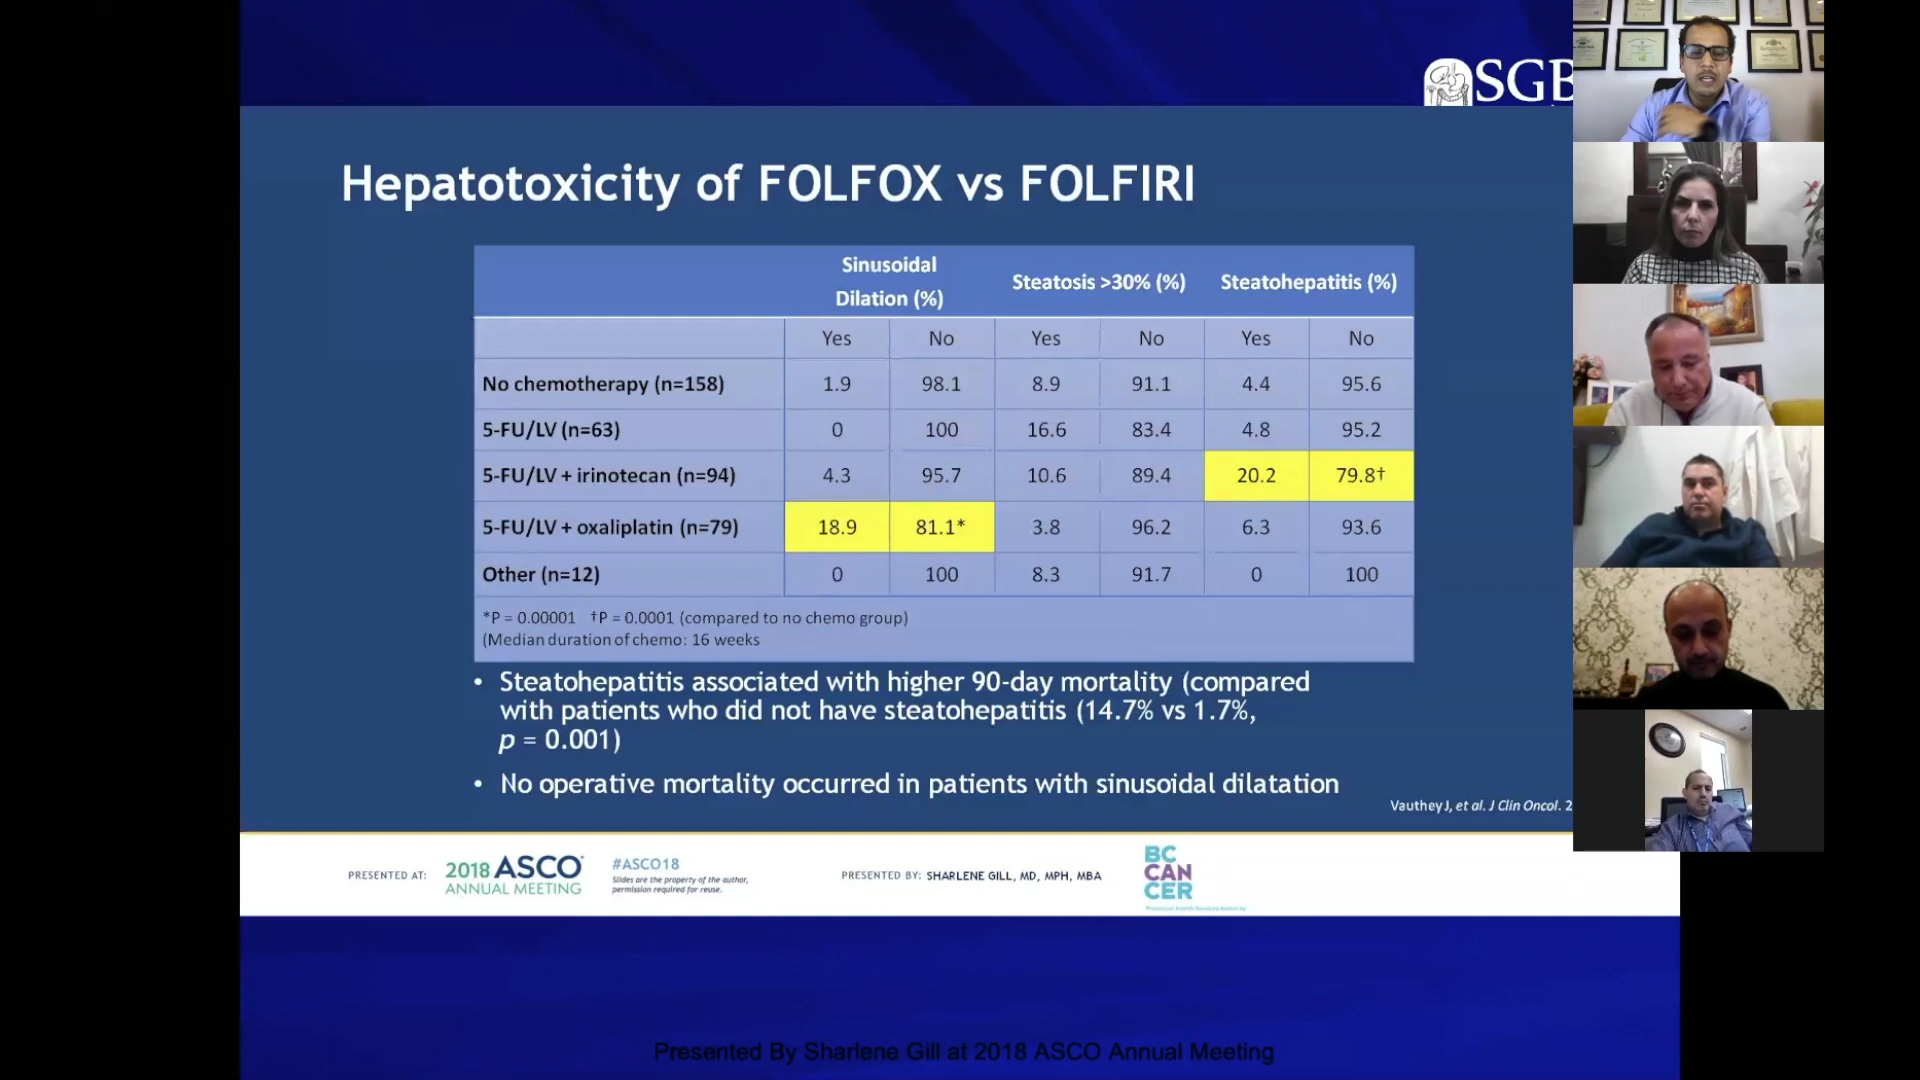 SGB
Hepatotoxicity of FOLFOX vs FOLFIRI
Sinusoidal
Dilation (%)
Steatosis >30% (%)
Steatohepatitis (%)
Yes No Yes No Yes No
No chemotherapy (n=158) 1.9 98.1 8.9 91.1 4.4 95.6
5-FU/LV (n=63) 0 100 16.6 83.4 4.8 95.2
5-FU/LV + irinotecan (n=94) 4.3 95.7 10.6 89.4 20.2 79.8†
5-FU/LV + oxaliplatin (n=79) 18.9 81.1* 3.8 96.2 6.3 93.6
Other (n=12) 0 100 8.3 91.7 0 100
*P = 0.00001 †P = 0.0001 (compared to no chemo group)
(Median duration of chemo: 16 weeks
• Steatohepatitis associated with higher 90-day mortality (compared
with patients who did not have steatohepatitis (14.7% vs 1.7%,
p = 0.001)
• No operative mortality occurred in patients with sinusoidal dilatation
Vauthey J, et al. J Clin Oncol. 2
PRESENTED AT:
2018 ASCO
ANNUAL MEETING
#ASCO18
Slides are the property of the author,
permission required for reuse.
PRESENTED BY: SHARLENE GILL, MD, MPH, MBA
BC
CAN
CER
Presented By Sharlene Gill at 2018 ASCO Annual Meeting